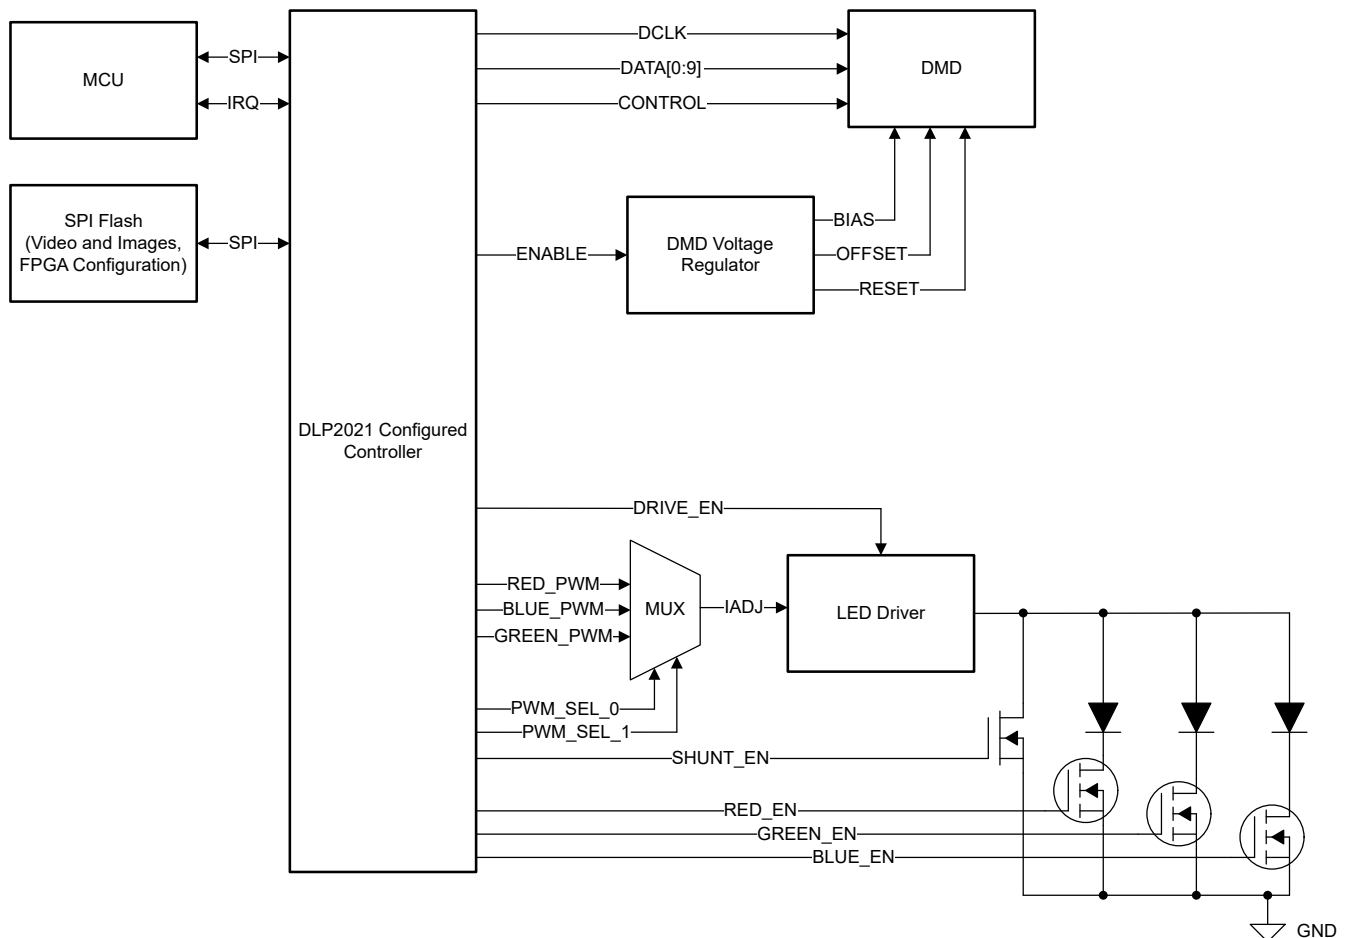 MCU
SPI
IRQ
SPI Flash
(Video and Images,
FPGA Configuration)
SPI
DLP2021 Configured
Controller
DCLK
DATA[0:9]
CONTROL
DMD
ENABLE
DMD Voltage
Regulator
BIAS
OFFSET
RESET
DRIVE_EN
RED_PWM
BLUE_PWM
GREEN_PWM
MUX
IADJ
LED Driver
PWM_SEL_0
PWM_SEL_1
SHUNT_EN
RED_EN
GREEN_EN
BLUE_EN
GND